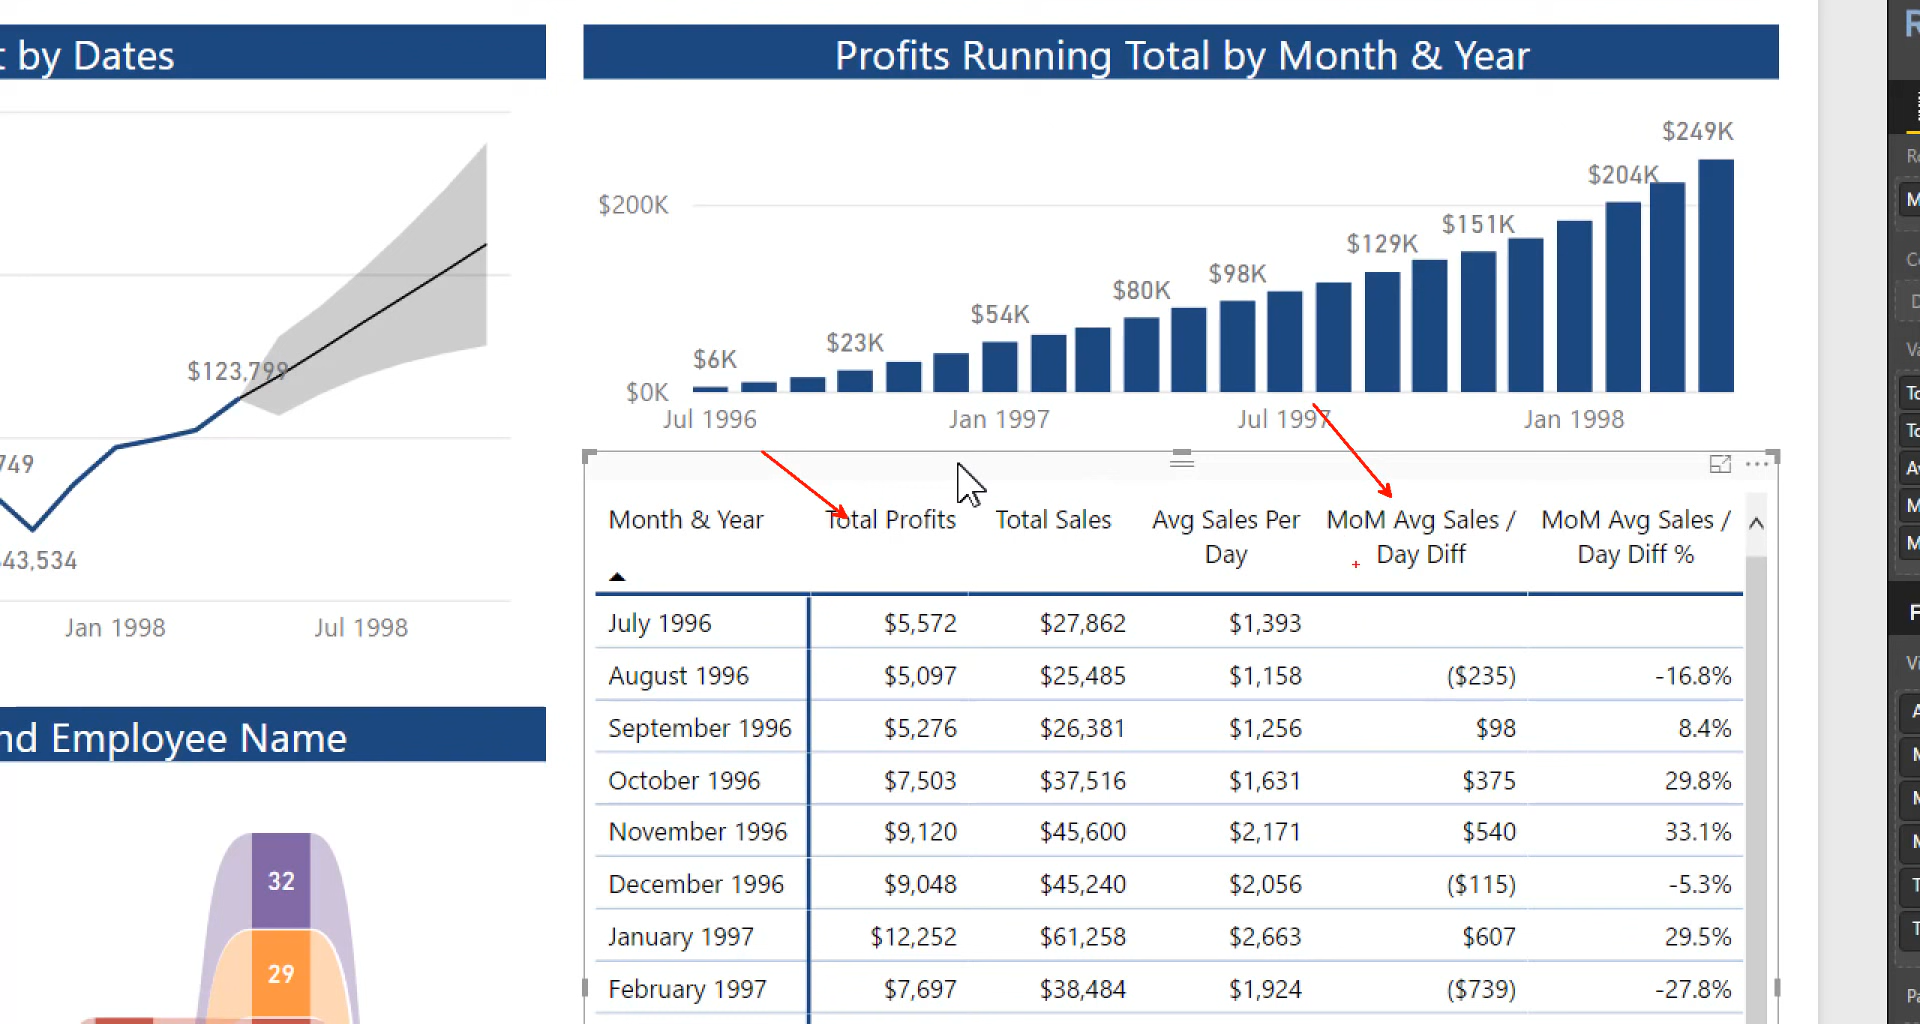 t by Dates
$123,799
749
43,534
Jan 1998
Jul 1998
nd Employee Name
32
29
Profits Running Total by Month & Year
$200K
$0K
$6K
$23K
$54K
$80K
$98K
$129K
$151K
$204K
$249K
Jul 1996
Jan 1997
Jul 1997
Jan 1998
Month & Year Total Profits Total Sales Avg Sales Per Day MoM Avg Sales / Day Diff MoM Avg Sales / Day Diff %
July 1996 $5,572 $27,862 $1,393
August 1996 $5,097 $25,485 $1,158 ($235) -16.8%
September 1996 $5,276 $26,381 $1,256 $98 8.4%
October 1996 $7,503 $37,516 $1,631 $375 29.8%
November 1996 $9,120 $45,600 $2,171 $540 33.1%
December 1996 $9,048 $45,240 $2,056 ($115) -5.3%
January 1997 $12,252 $61,258 $2,663 $607 29.5%
February 1997 $7,697 $38,484 $1,924 ($739) -27.8%